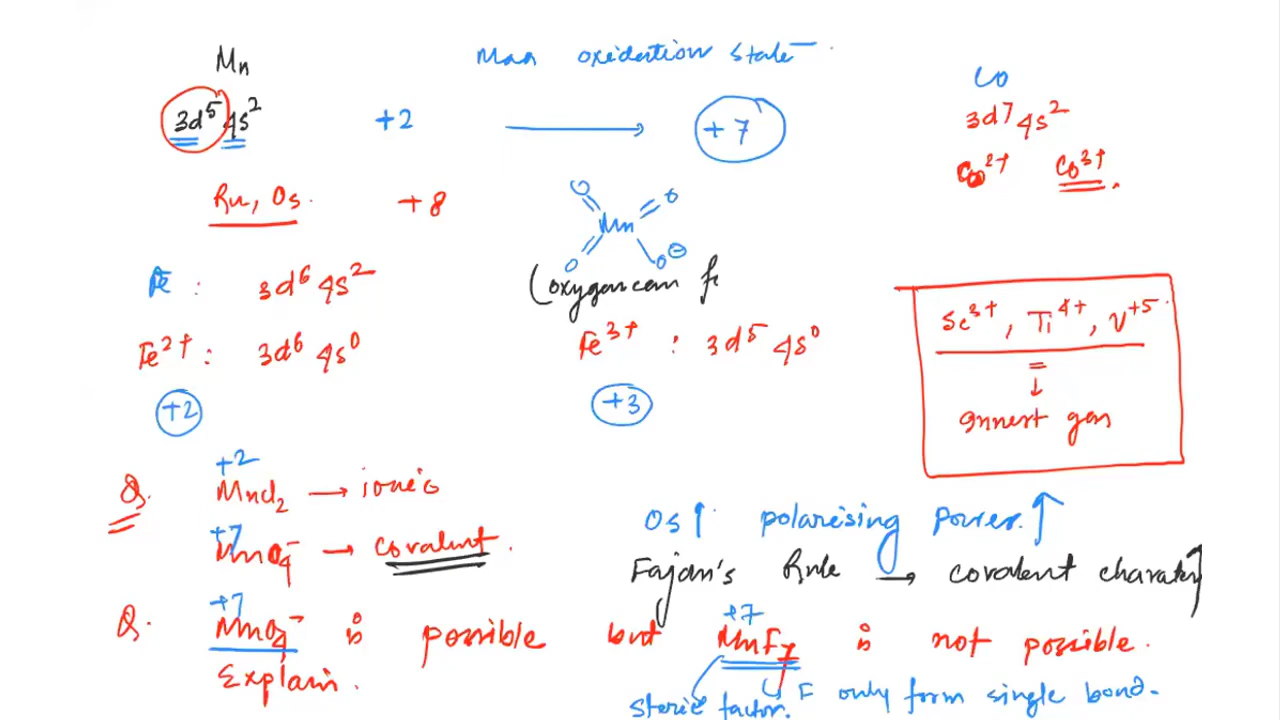 Mn
Max oxidation state
Co
3d⁵ 4s²
+2
+7
3d7 4s²
Co²⁺ Co³⁺.
Ru, Os.
+8
O O
Mn
O O⊖
(oxygen can f
Fe : 3d⁶ 4s²
Fe²⁺ : 3d⁶ 4s⁰
Fe³⁺ : 3d⁵ 4s⁰
+2
+3
Sc³⁺, Ti⁴⁺, V⁺⁵
=
↓
Innert gas
+2
Q. MnCl₂ → ionic
+7
MnO₄⁻ → covalent.
OS↑ polarising Power.↑
Fajan's Rule → covalent charater↑
+7
+7
Q. MnO₄⁻ is possible but MnF₇ is not possible.
Explain.
steric factor. F only form single bond.